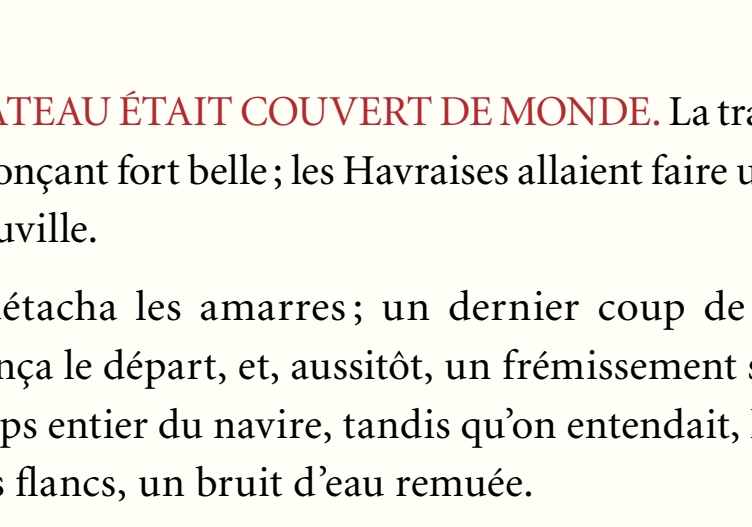 ATEAU ÉTAIT COUVERT DE MONDE. La tra
onçant fort belle ; les Havraises allaient faire u
uville.
létacha les amarres ; un dernier coup de
nça le départ, et, aussitôt, un frémissement s
ps entier du navire, tandis qu’on entendait,
s flancs, un bruit d’eau remuée.